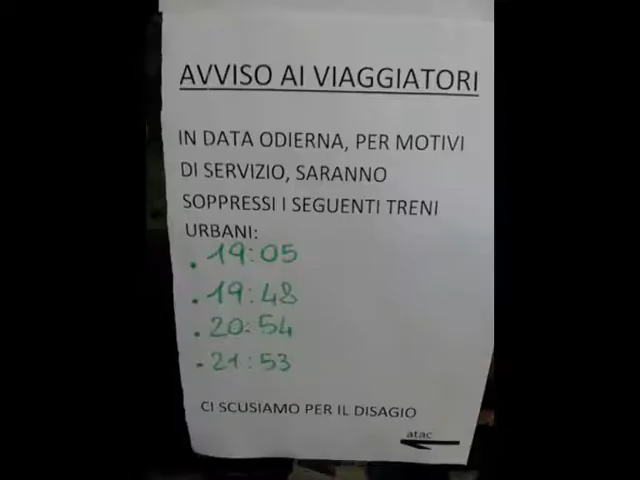 AVVISO AI VIAGGIATORI
IN DATA ODIERNA, PER MOTIVI
DI SERVIZIO, SARANNO
SOPPRESSI I SEGUENTI TRENI
URBANI:
. 19:05
. 19:48
. 20:54
- 21:53
CI SCUSIAMO PER IL DISAGIO
atac